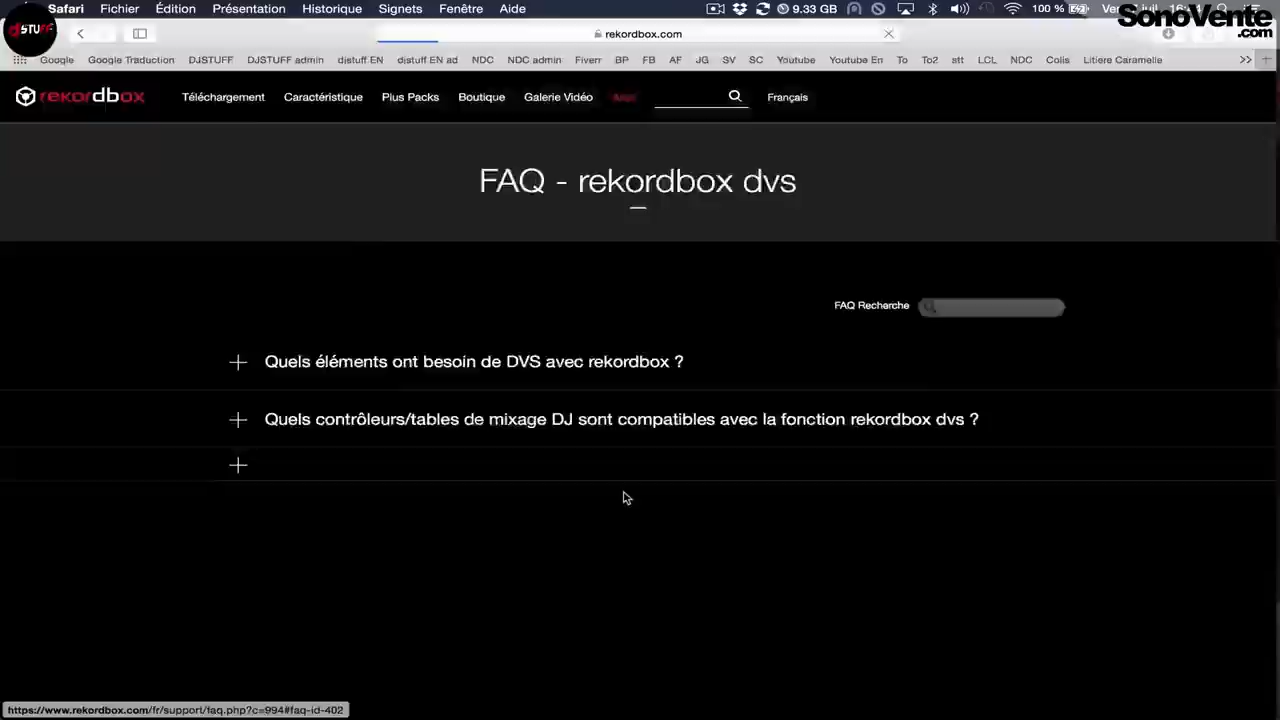 Safari Fichier Édition Présentation Historique Signets Fenêtre Aide 9.33 GB 100 %
SonoVente
.com
DJSTUFF
rekordbox.com
Google Google Traduction DJSTUFF DJSTUFF admin djstuff EN djstuff EN ad NDC NDC admin Fiverr BP FB AF JG SV SC Youtube Youtube En To To2 att LCL NDC Colis Litiere Caramelle
rekordbox Téléchargement Caractéristique Plus Packs Boutique Galerie Vidéo Français
FAQ - rekordbox dvs
FAQ Recherche
Quels éléments ont besoin de DVS avec rekordbox ?
Quels contrôleurs/tables de mixage DJ sont compatibles avec la fonction rekordbox dvs ?
https://www.rekordbox.com/fr/support/faq.php?c=994#faq-id-402